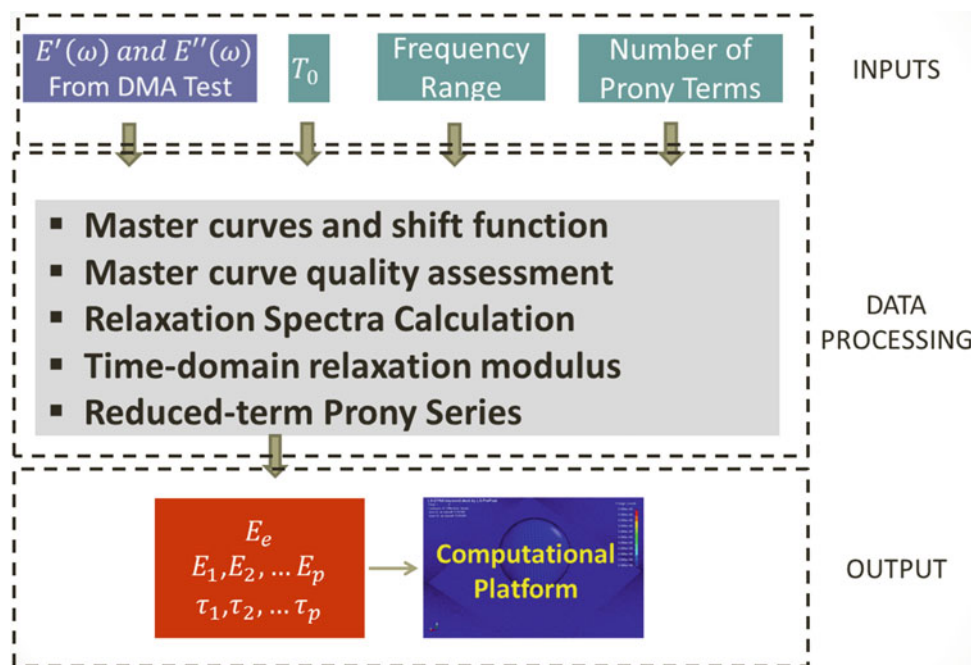 E′(ω) and E′′(ω)
From DMA Test
T₀
Frequency
Range
Number of
Prony Terms
INPUTS
▪ Master curves and shift function
▪ Master curve quality assessment
▪ Relaxation Spectra Calculation
▪ Time-domain relaxation modulus
▪ Reduced-term Prony Series
DATA
PROCESSING
Eₑ
E₁,E₂, … Eₚ
τ₁,τ₂, … τₚ
Computational
Platform
OUTPUT